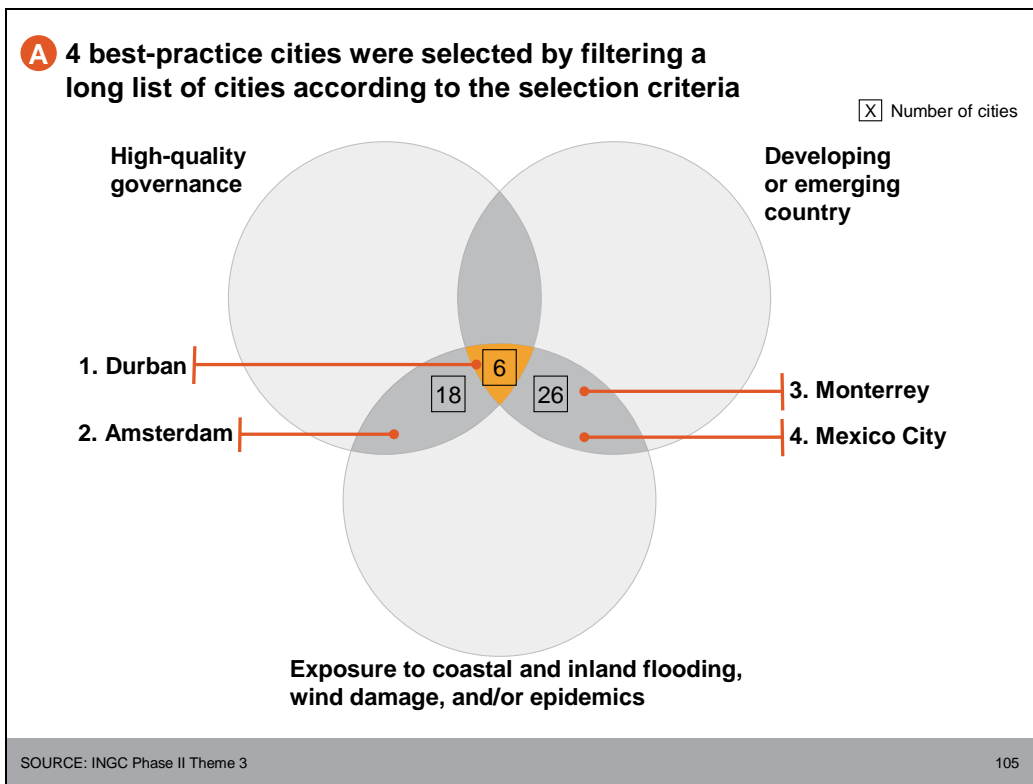 A 4 best-practice cities were selected by filtering a
long list of cities according to the selection criteria
X Number of cities
High-quality
governance
Developing
or emerging
country
1. Durban
6
18
26
3. Monterrey
2. Amsterdam
4. Mexico City
Exposure to coastal and inland flooding,
wind damage, and/or epidemics
SOURCE: INGC Phase II Theme 3
105